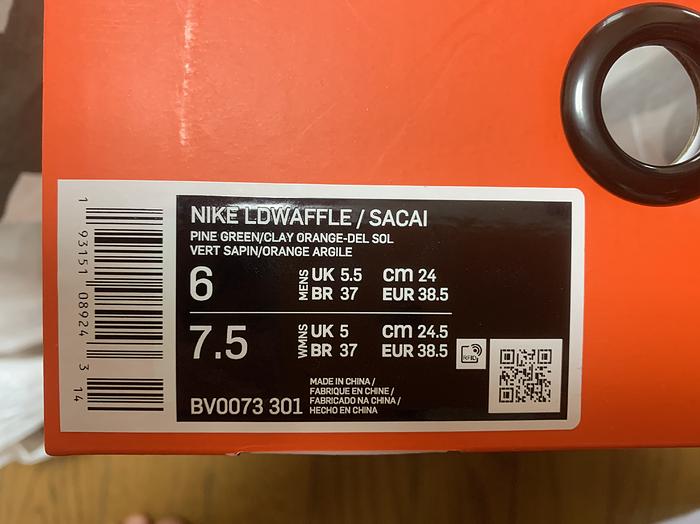 NIKE LDWAFFLE / SACAI
PINE GREEN/CLAY ORANGE-DEL SOL
VERT SAPIN/ORANGE ARGILE
6 MENS UK 5.5 cm 24
BR 37 EUR 38.5
7.5 WMNS UK 5 cm 24.5
BR 37 EUR 38.5
RFID
MADE IN CHINA /
FABRIQUE EN CHINE /
FABRICADO NA CHINA /
BV0073 301 HECHO EN CHINA
1 93151 08924 3 14